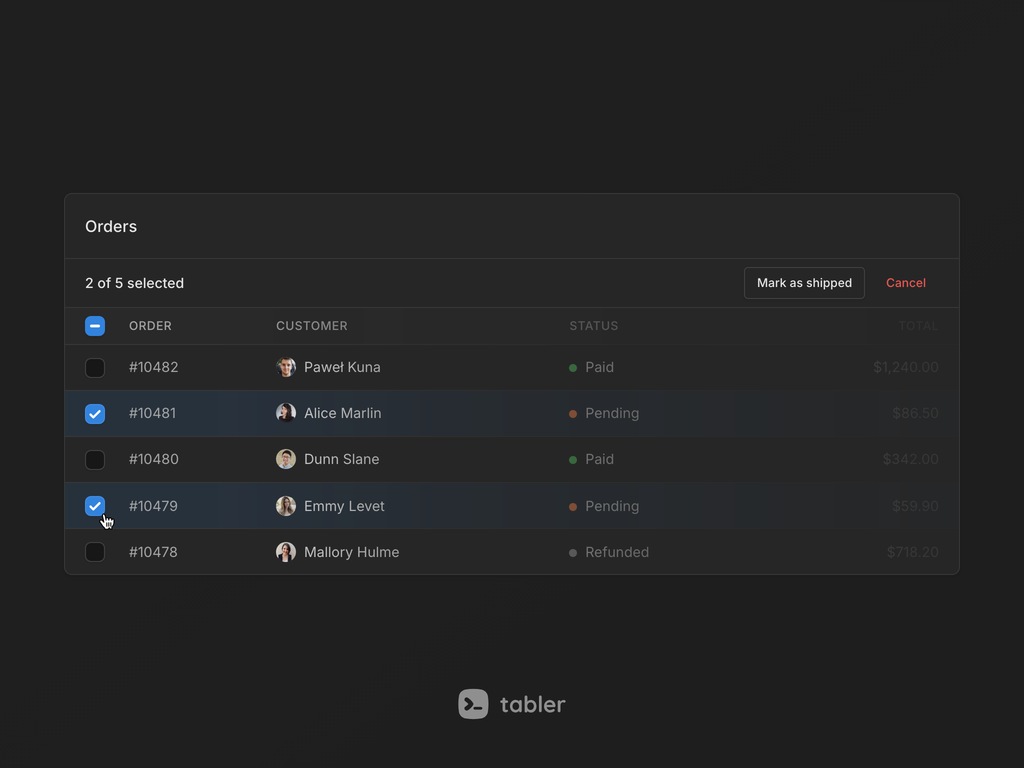 Orders
2 of 5 selected Mark as shipped Cancel
ORDER CUSTOMER STATUS TOTAL
#10482 Paweł Kuna Paid $1,240.00
#10481 Alice Marlin Pending $86.50
#10480 Dunn Slane Paid $342.00
#10479 Emmy Levet Pending $59.90
#10478 Mallory Hulme Refunded $718.20
tabler